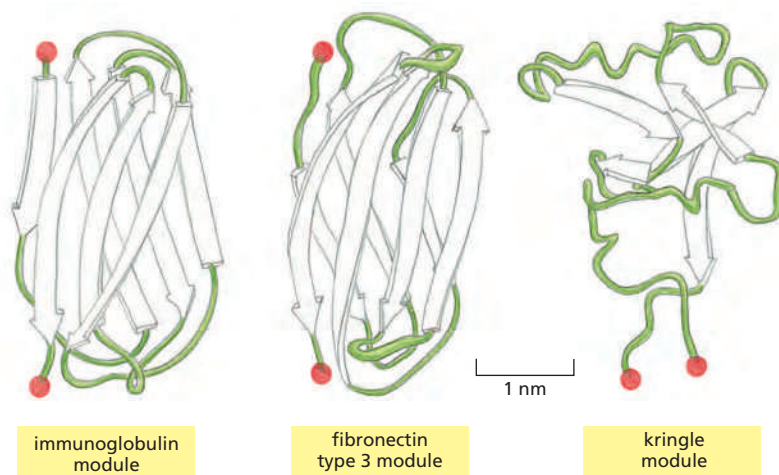 1 nm
immunoglobulin
module
fibronectin
type 3 module
kringle
module